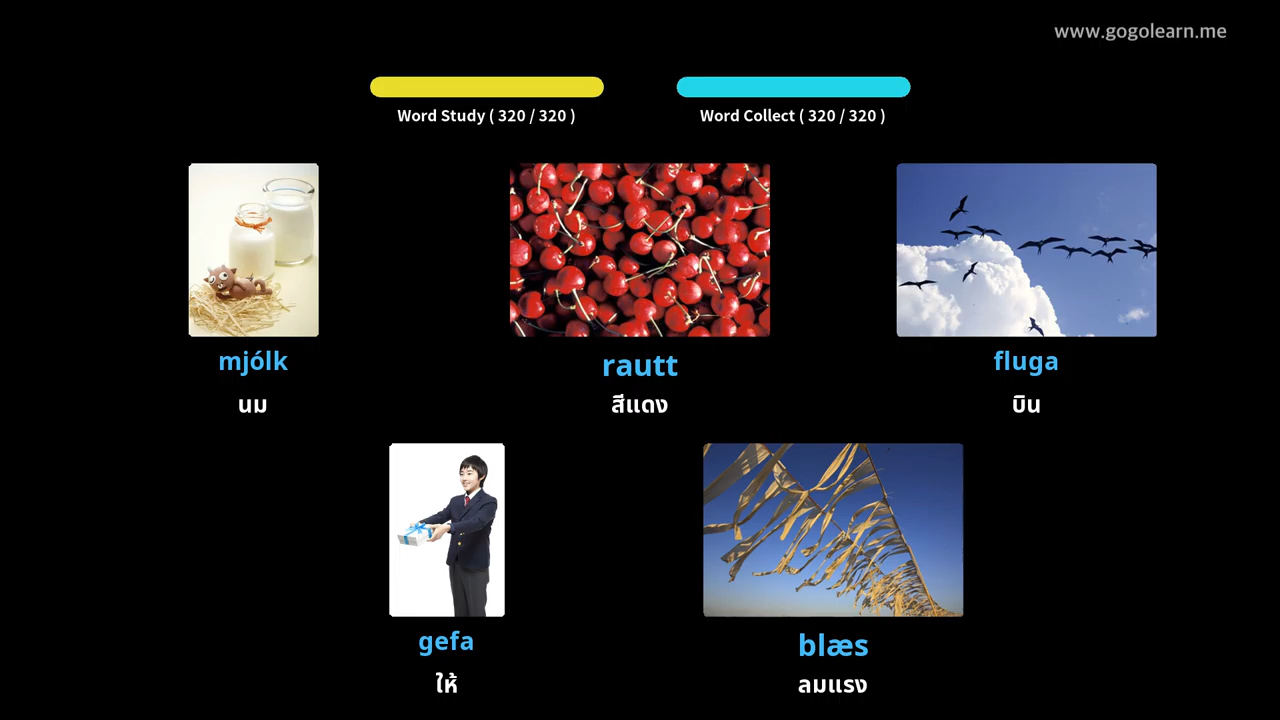 www.gogolearn.me
Word Study ( 320 / 320 )
Word Collect ( 320 / 320 )
mjólk
rautt
fluga
นม
สีแดง
บิน
gefa
blæs
ให้
ลมแรง